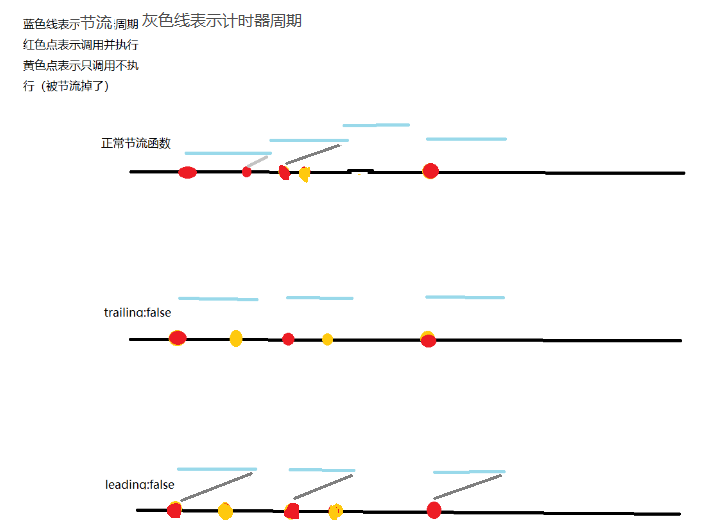 蓝色线表示节流 周期 灰色线表示计时器周期
红色点表示调用并执行
黄色点表示只调用不执
行（被节流掉了）
正常节流函数
trailing:false
leading:false